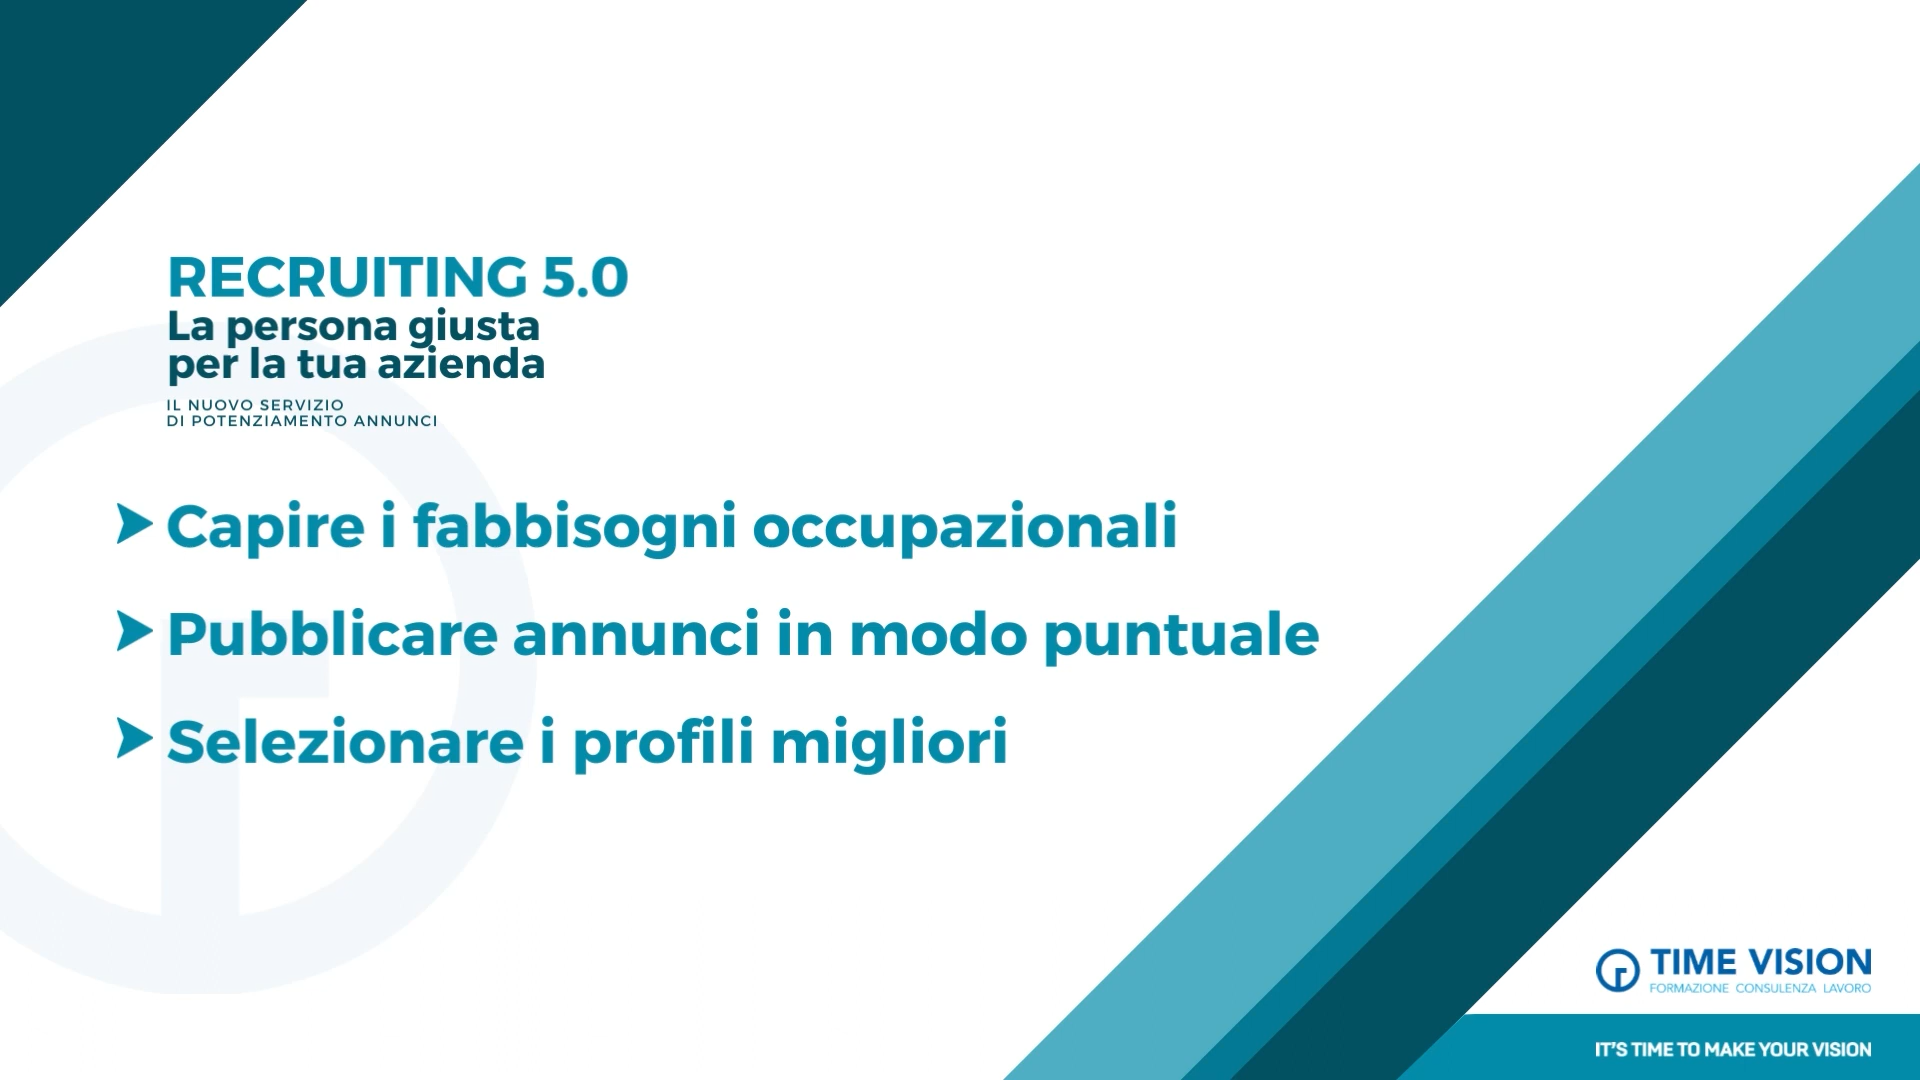 RECRUITING 5.0
La persona giusta
per la tua azienda
IL NUOVO SERVIZIO
DI POTENZIAMENTO ANNUNCI
Capire i fabbisogni occupazionali
Pubblicare annunci in modo puntuale
Selezionare i profili migliori
TIME VISION
FORMAZIONE CONSULENZA LAVORO
IT'S TIME TO MAKE YOUR VISION